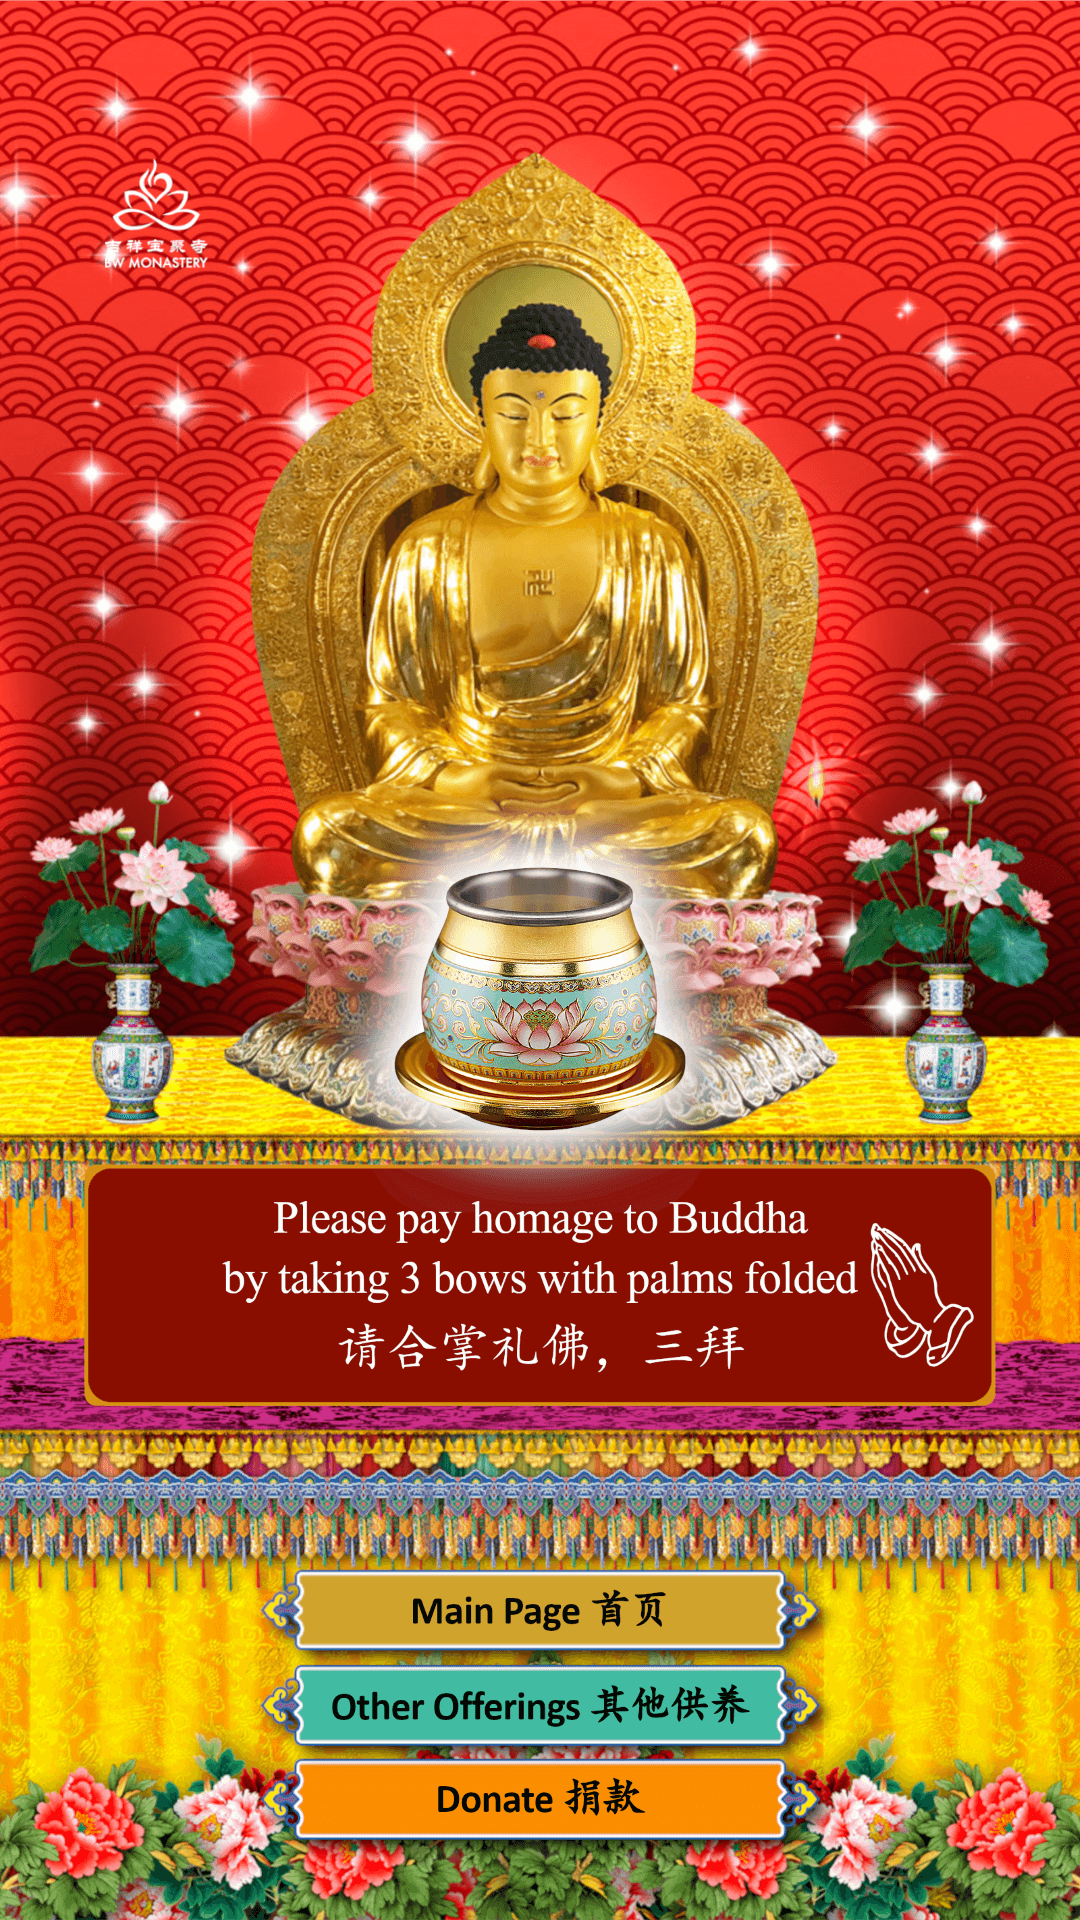 吉祥宝聚寺
BW MONASTERY
卍
Please pay homage to Buddha
by taking 3 bows with palms folded
请合掌礼佛，三拜
Main Page 首页
Other Offerings 其他供养
Donate 捐款